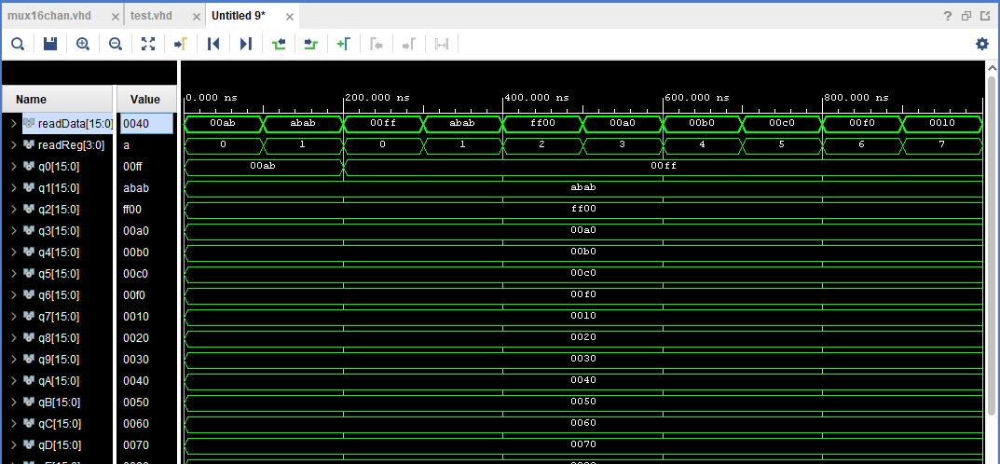 mux16chan.vhd × test.vhd × Untitled 9* ×
Name Value
0.000 ns 200.000 ns 400.000 ns 600.000 ns 800.000 ns
readData[15:0] 0040 00ab abab 00ff abab ff00 00a0 00b0 00c0 00f0 0010
readReg[3:0] a 0 1 0 1 2 3 4 5 6 7
q0[15:0] 00ff 00ab 00ff
q1[15:0] abab abab
q2[15:0] ff00 ff00
q3[15:0] 00a0 00a0
q4[15:0] 00b0 00b0
q5[15:0] 00c0 00c0
q6[15:0] 00f0 00f0
q7[15:0] 0010 0010
q8[15:0] 0020 0020
q9[15:0] 0030 0030
qA[15:0] 0040 0040
qB[15:0] 0050 0050
qC[15:0] 0060 0060
qD[15:0] 0070 0070